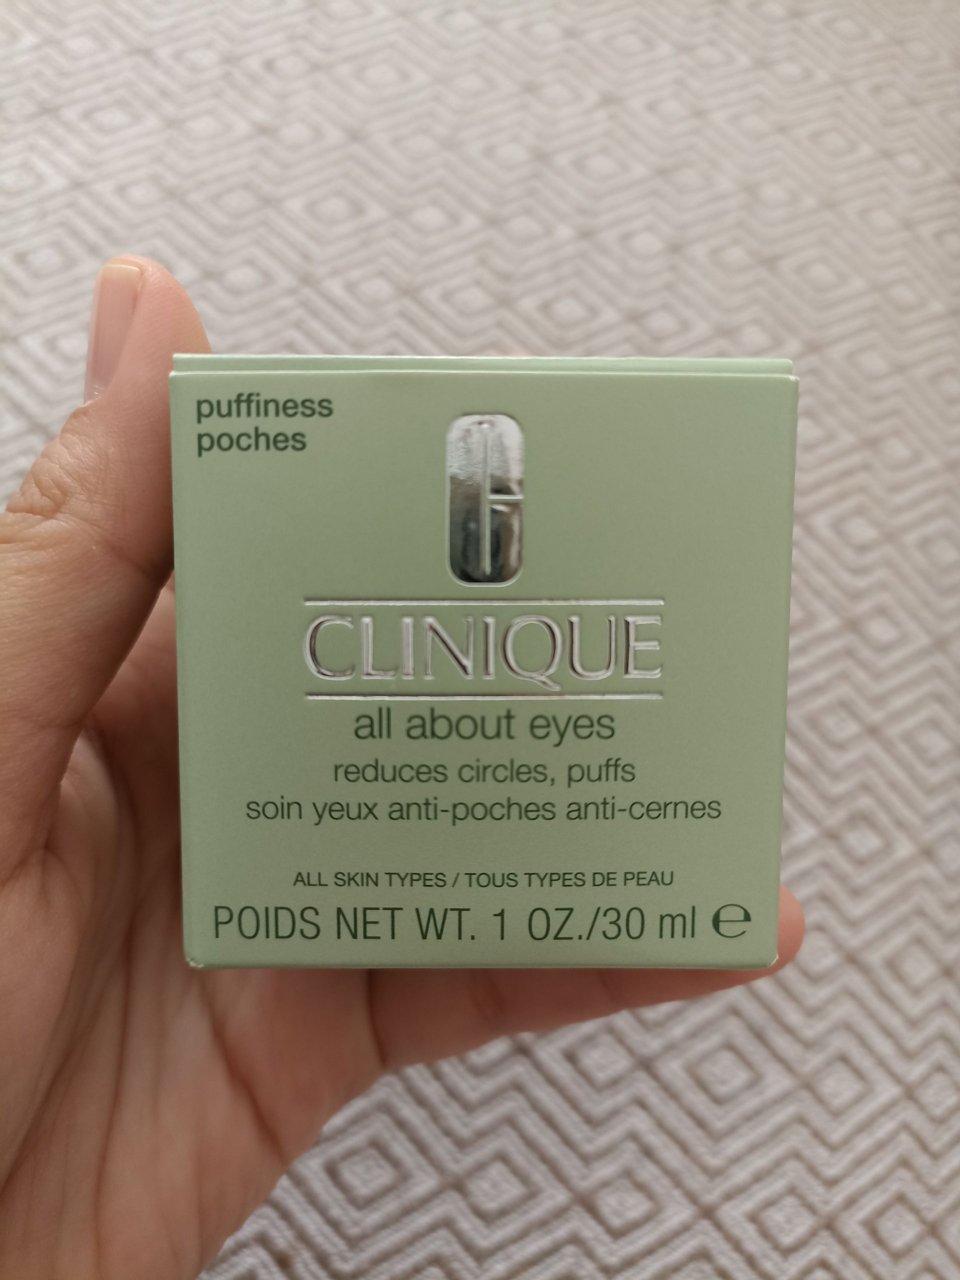 puffiness
poches
CLINIQUE
all about eyes
reduces circles, puffs
soin yeux anti-poches anti-cernes
ALL SKIN TYPES / TOUS TYPES DE PEAU
POIDS NET WT. 1 OZ./30 ml ℮